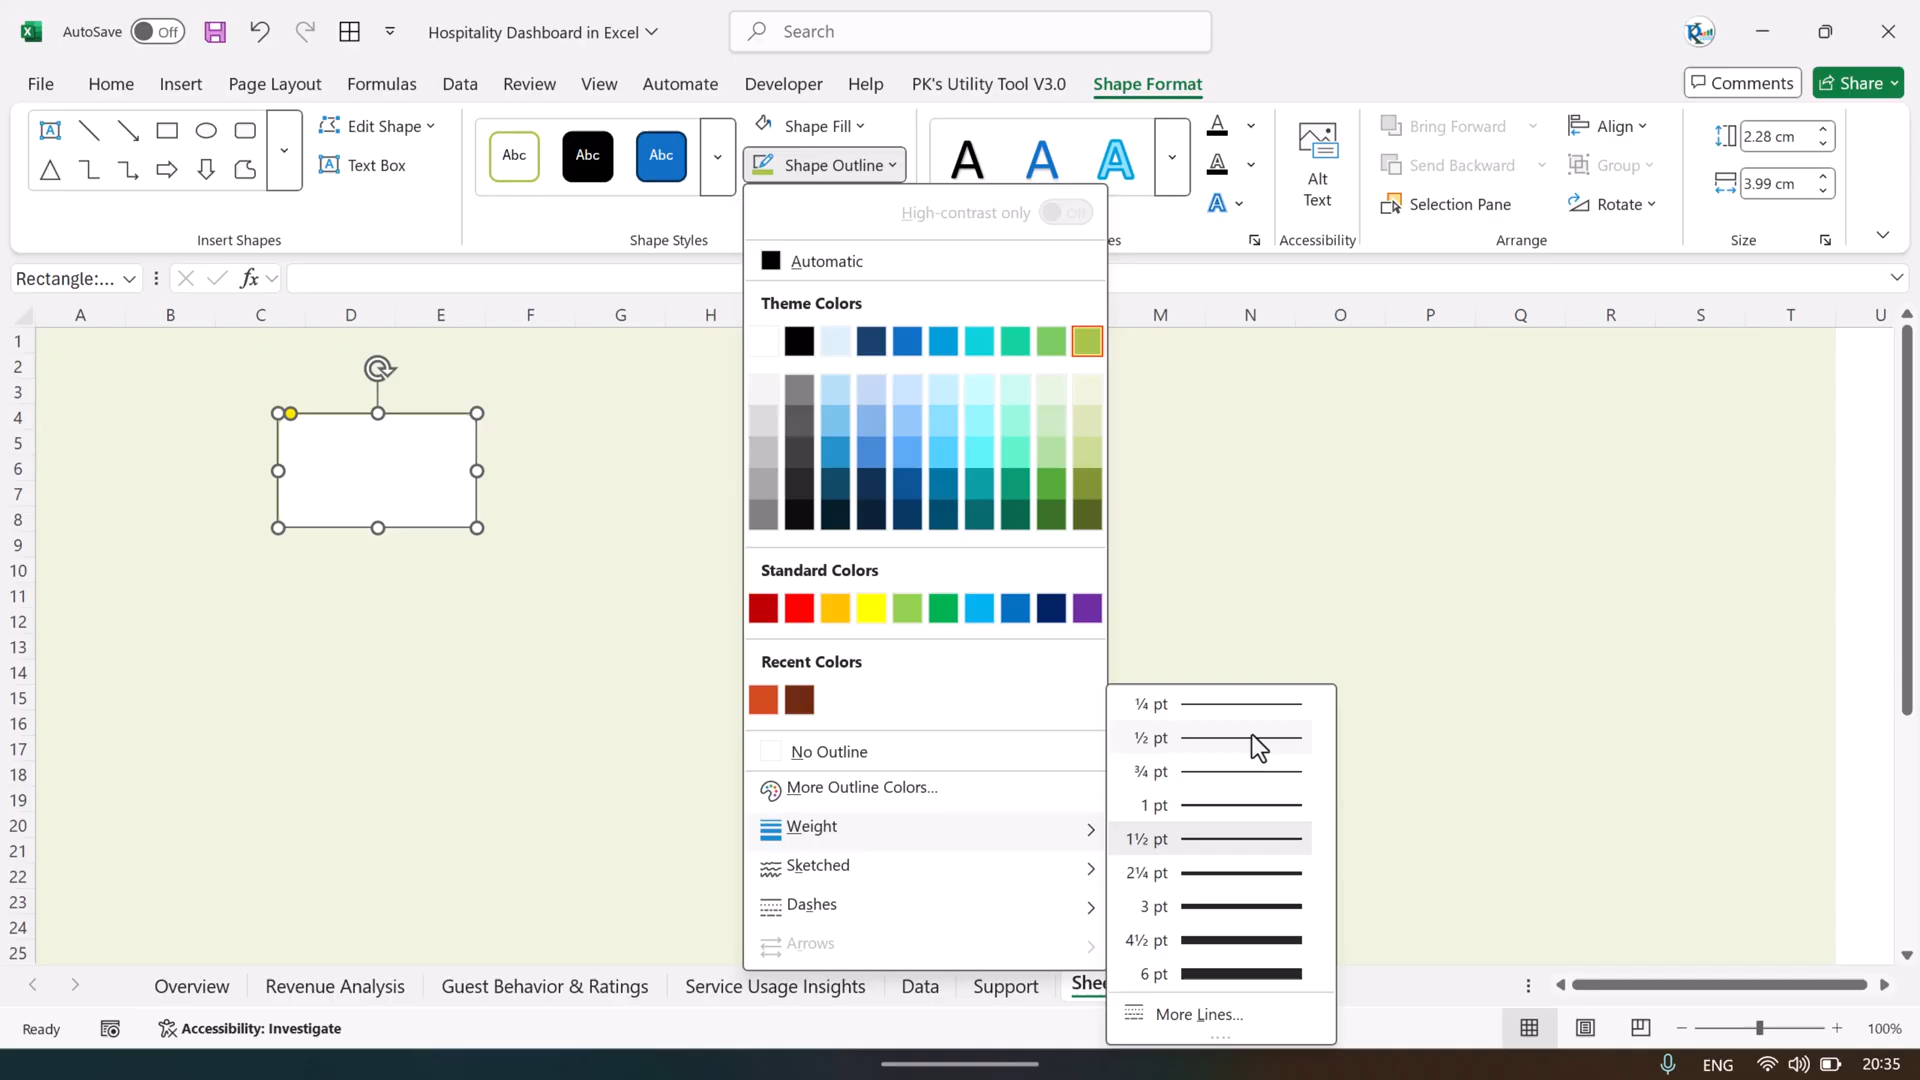 AutoSave Off Hospitality Dashboard in Excel Search
File Home Insert Page Layout Formulas Data Review View Automate Developer Help PK's Utility Tool V3.0 Shape Format Comments Share
Edit Shape
Text Box
Insert Shapes
Abc Abc Abc
Shape Styles
Shape Fill
Shape Outline
A A A
A
A
A
Alt
Text
Accessibility
Bring Forward
Send Backward
Selection Pane
Align
Group
Rotate
Arrange
2.28 cm
3.99 cm
Size
Rectangle:... fx
A B C D E F G H M N O P Q R S T U
1
2
3
4
5
6
7
8
9
10
11
12
13
14
15
16
17
18
19
20
21
22
23
24
25
High-contrast only Off
Automatic
Theme Colors
Standard Colors
Recent Colors
No Outline
More Outline Colors...
Weight
Sketched
Dashes
Arrows
¼ pt
½ pt
¾ pt
1 pt
1½ pt
2¼ pt
3 pt
4½ pt
6 pt
More Lines...
Overview Revenue Analysis Guest Behavior & Ratings Service Usage Insights Data Support
Ready Accessibility: Investigate 100%
ENG 20:35